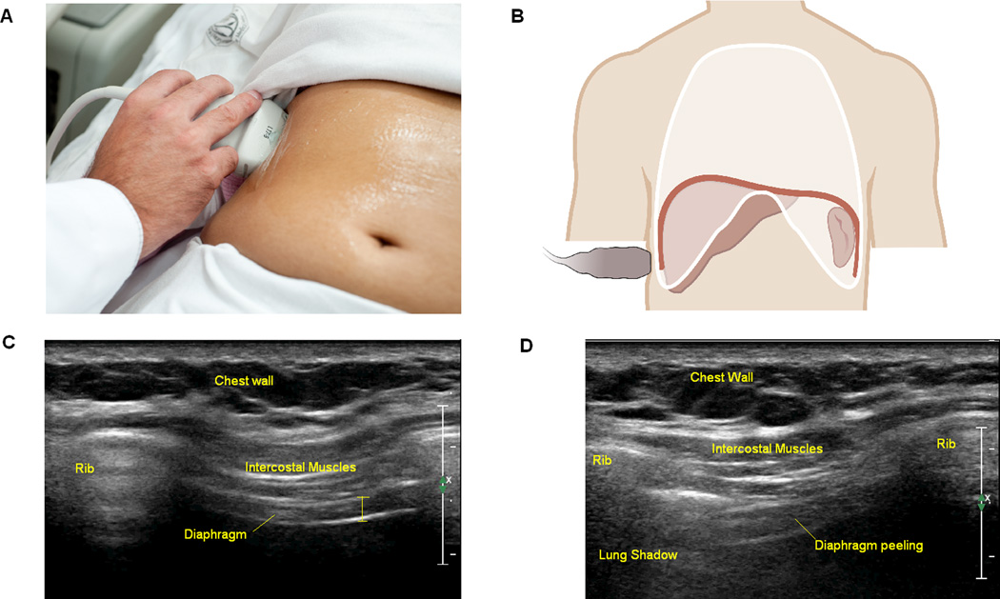 A
B
C
Chest wall
Rib
Intercostal Muscles
X
Diaphragm
D
Chest Wall
Intercostal Muscles
Rib
Rib
X
Diaphragm peeling
Lung Shadow